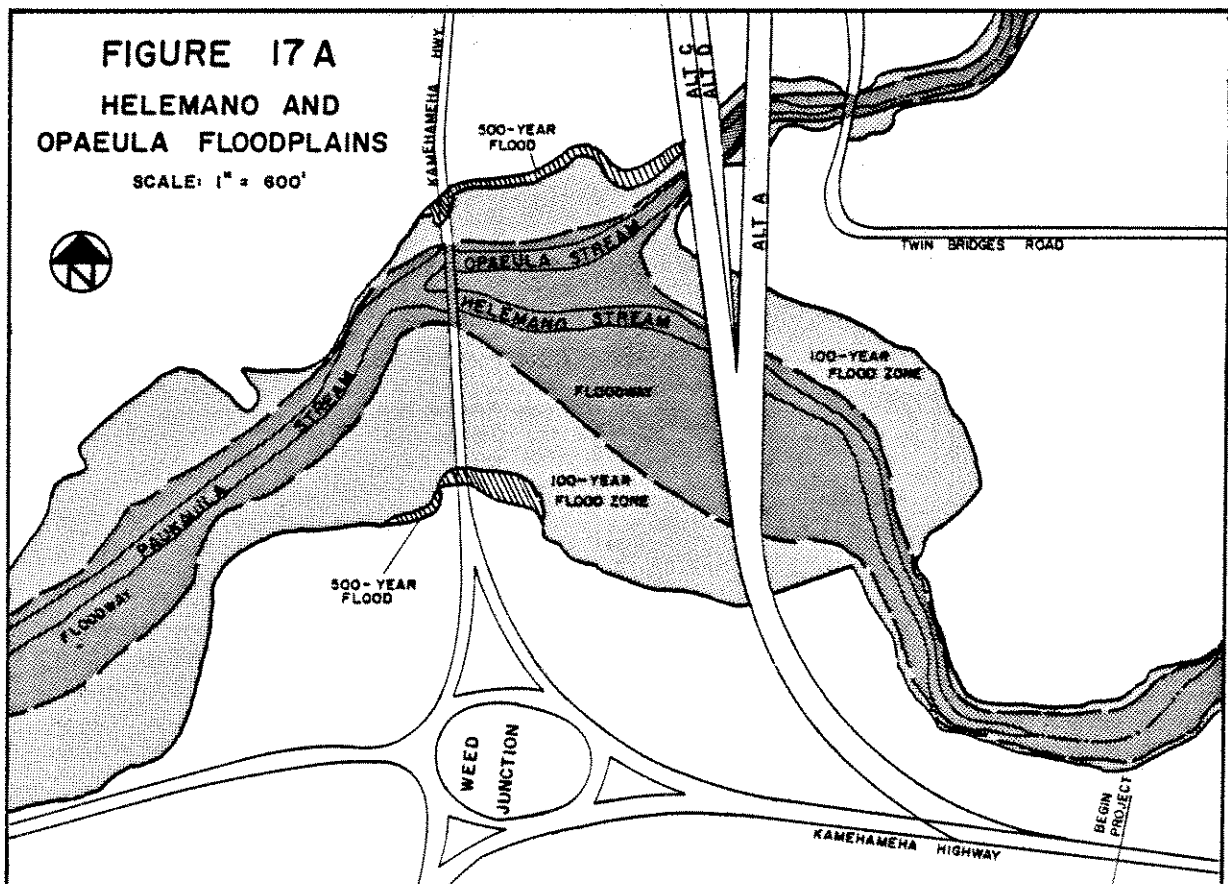 FIGURE 17A
HELEMANO AND
OPAEULA FLOODPLAINS
SCALE: 1" = 600'
N
KAMEHAMEHA HWY.
500-YEAR
FLOOD
ALT C
ALT D
ALT A
TWIN BRIDGES ROAD
OPAEULA STREAM
HELEMANO STREAM
100-YEAR
FLOOD ZONE
FLOODWAY
PAUKAUILA STREAM
100-YEAR
FLOOD ZONE
500-YEAR
FLOOD
FLOODWAY
WEED
JUNCTION
BEGIN
PROJECT
KAMEHAMEHA HIGHWAY